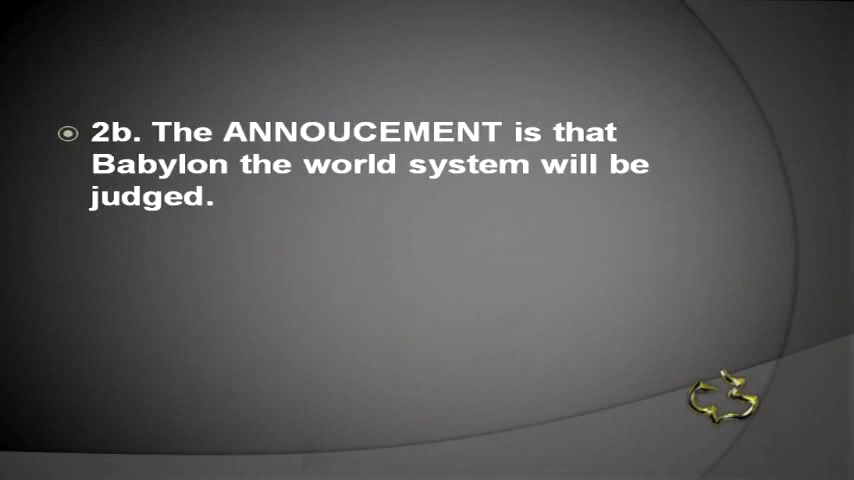 2b. The ANNOUCEMENT is that
Babylon the world system will be
judged.